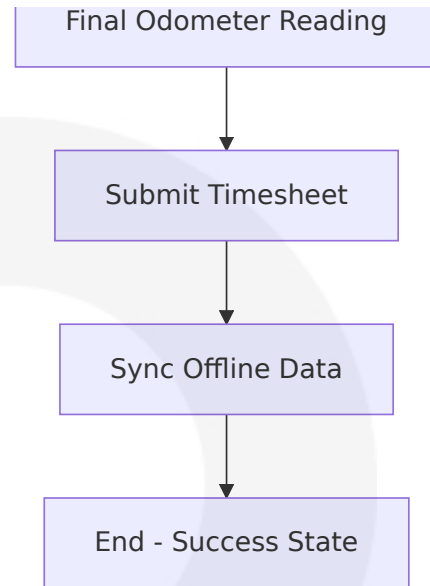 Final Odometer Reading
Submit Timesheet
Sync Offline Data
End - Success State